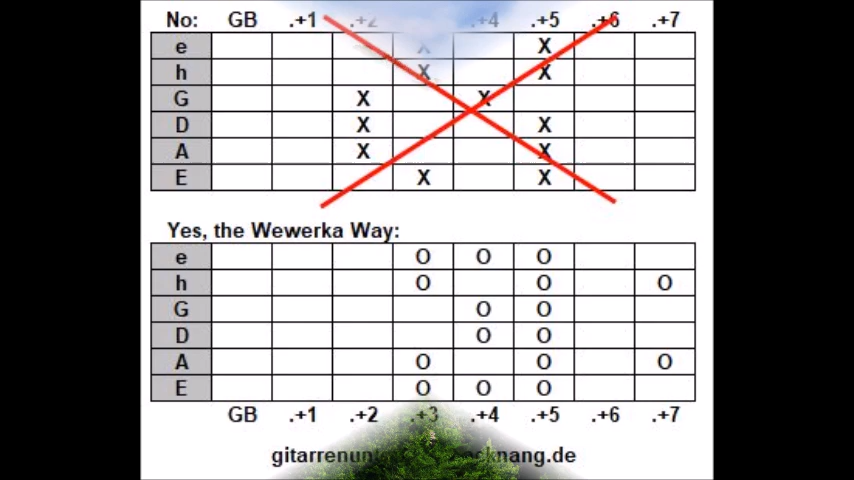 No: GB .+1 .+2 .+4 .+5 .+6 .+7
e X X
h X X
G X X
D X X
A X X
E X X
Yes, the Wewerka Way:
e O O O
h O O O
G O O
D O O
A O O O
E O O O
GB .+1 .+2 .+3 .+4 .+5 .+6 .+7